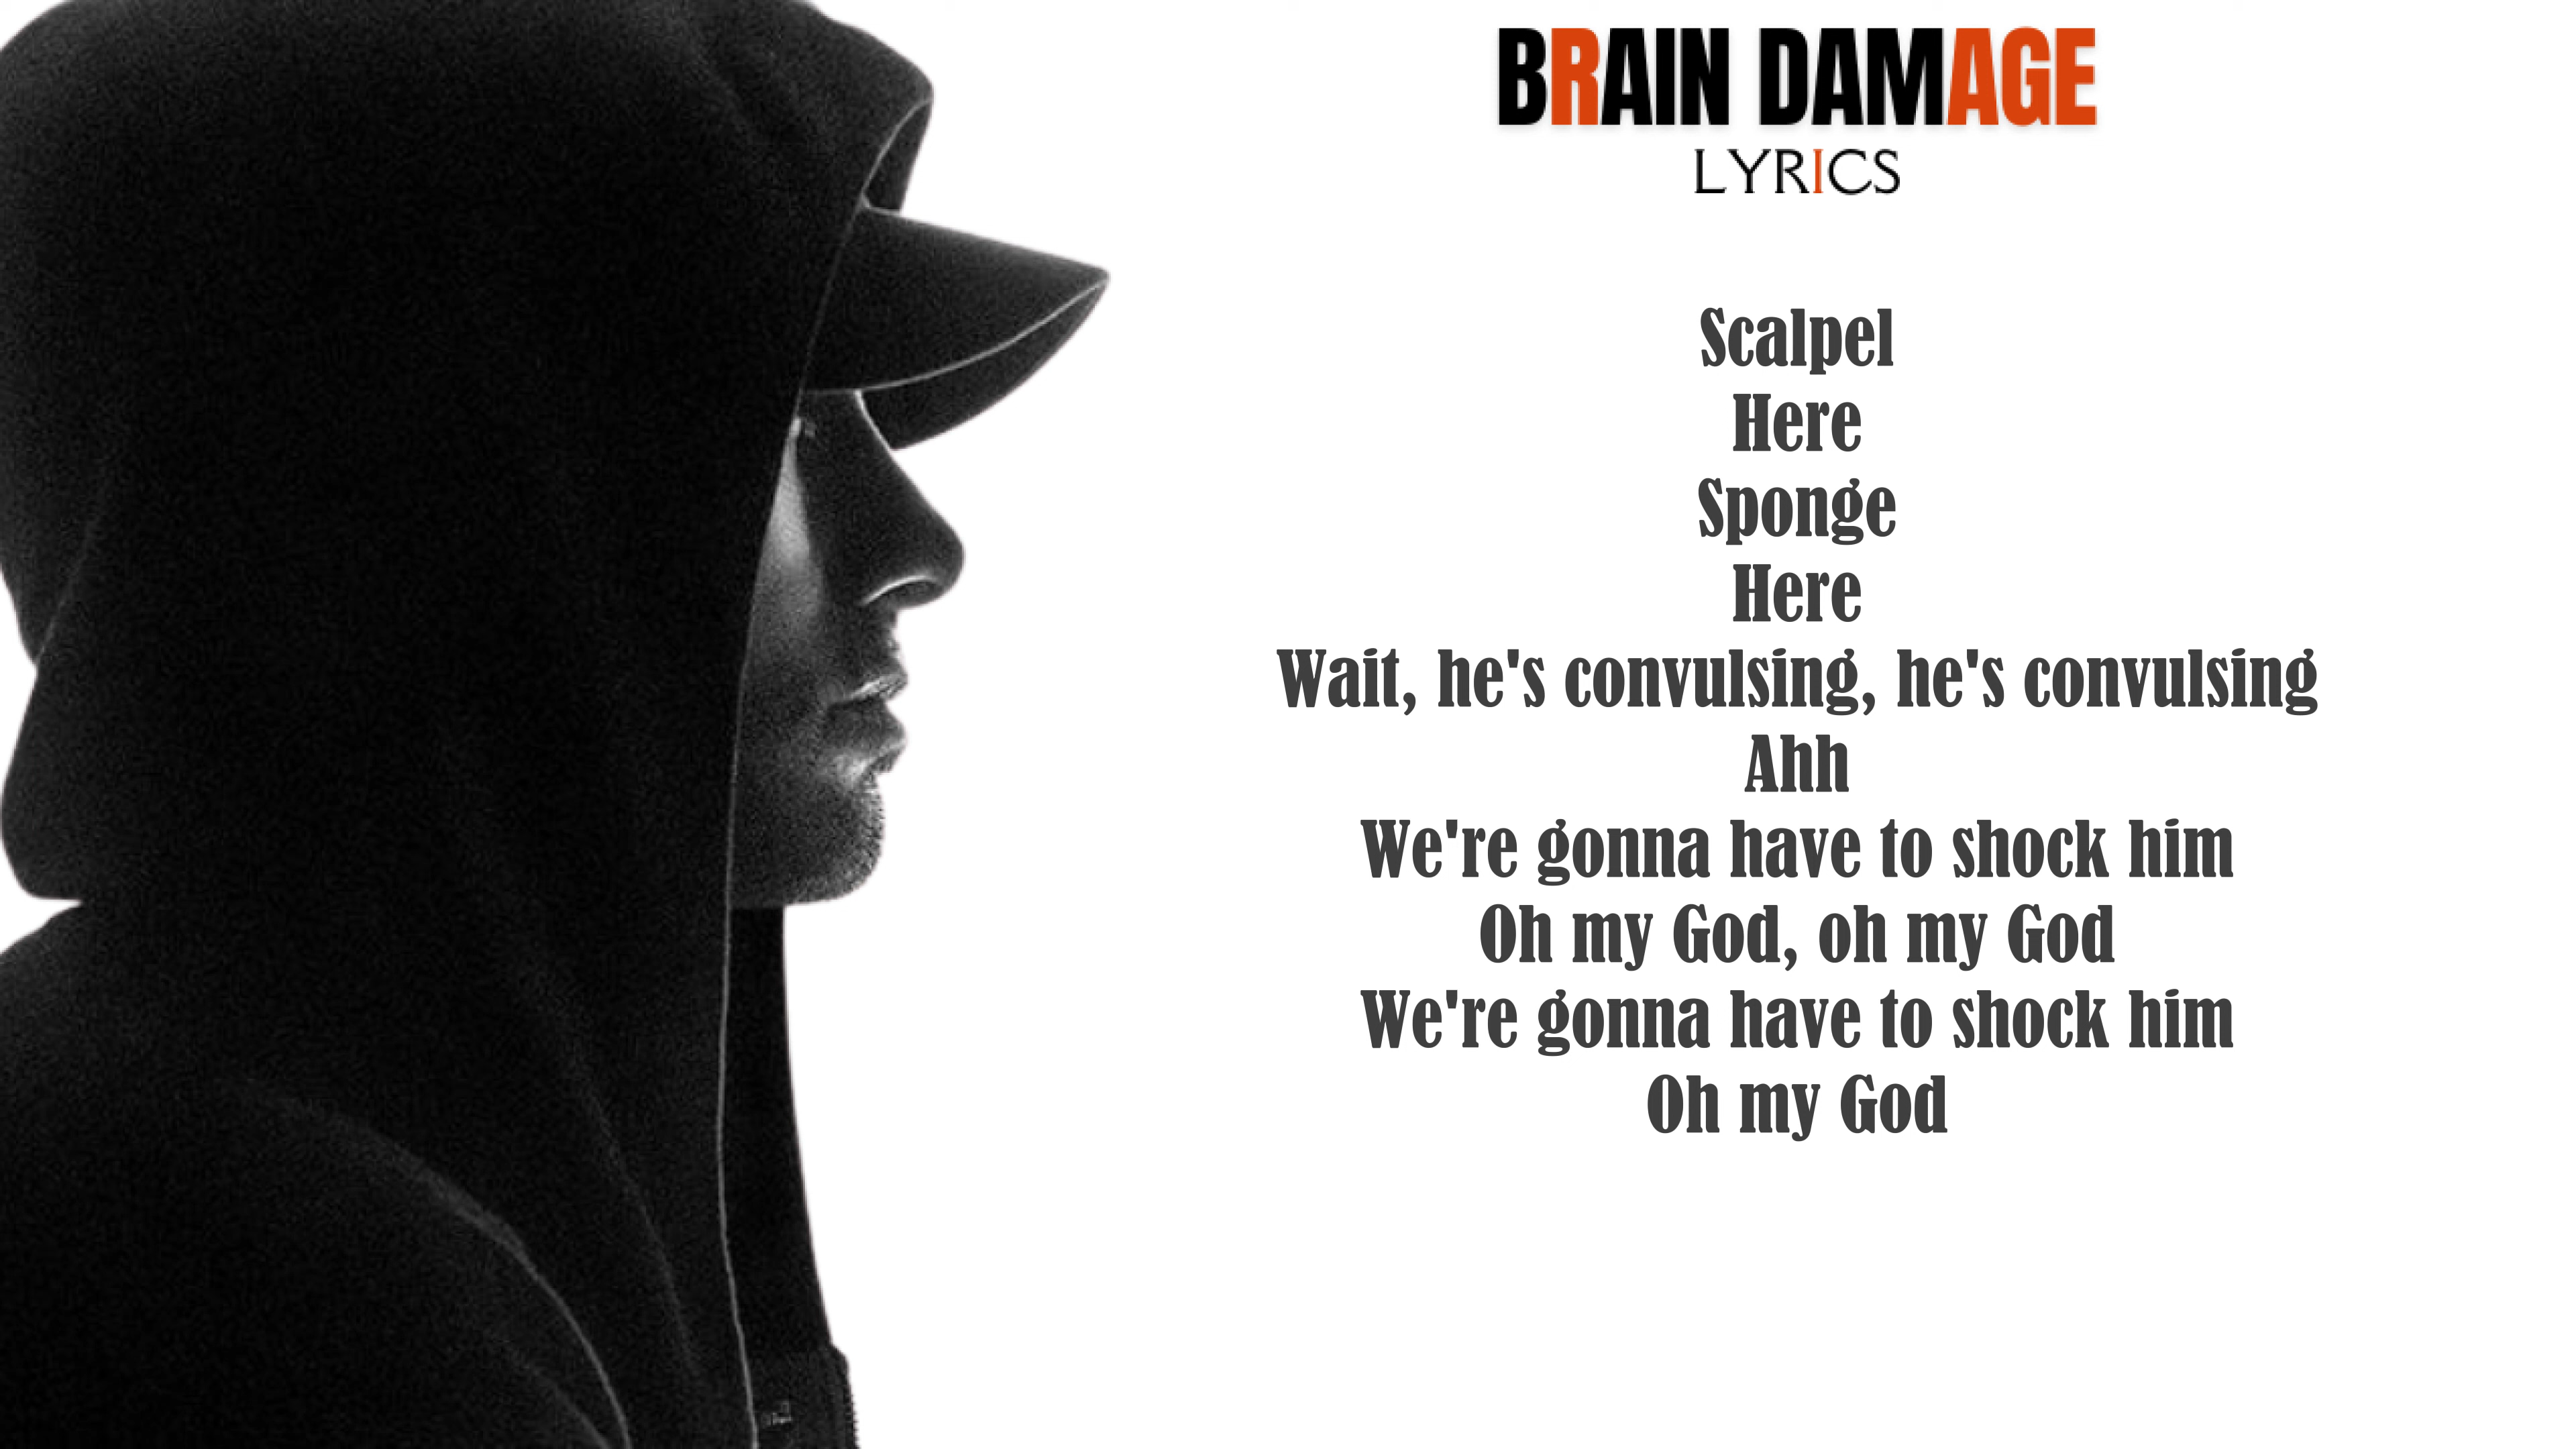 BRAIN DAMAGE
LYRICS
Scalpel
Here
Sponge
Here
Wait, he's convulsing, he's convulsing
Ahh
We're gonna have to shock him
Oh my God, oh my God
We're gonna have to shock him
Oh my God